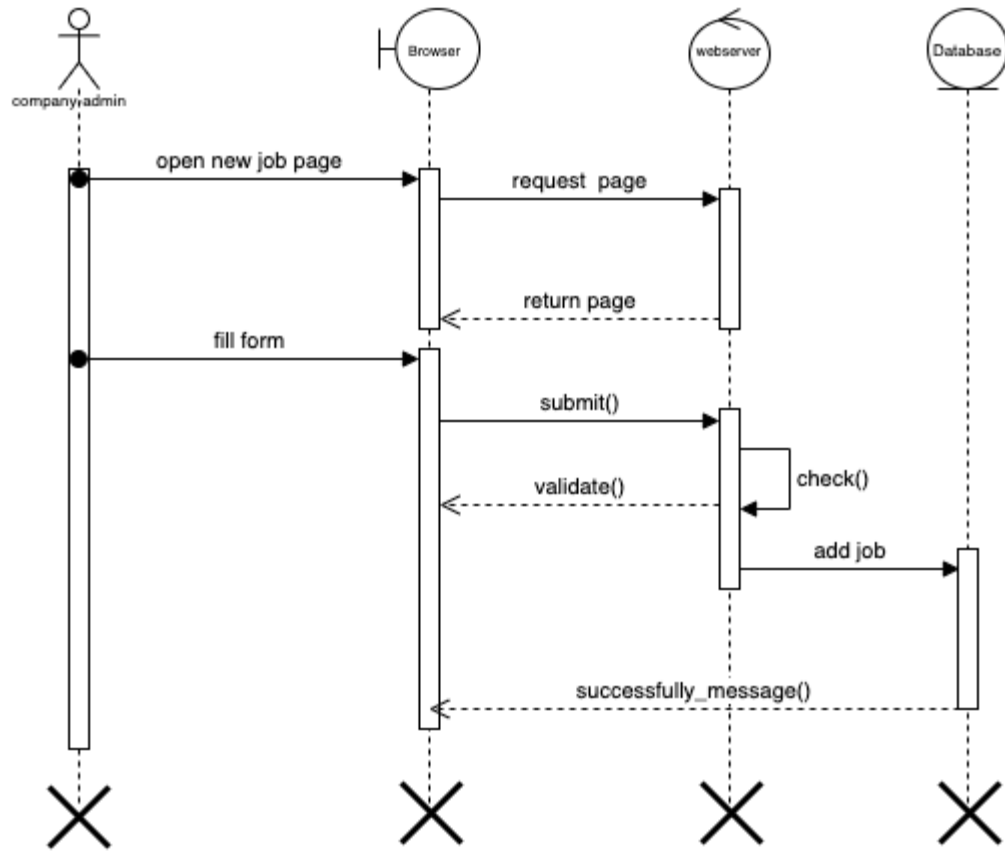 company-admin
Browser
webserver
Database
open new job page
request page
return page
fill form
submit()
check()
validate()
add job
successfully_message()